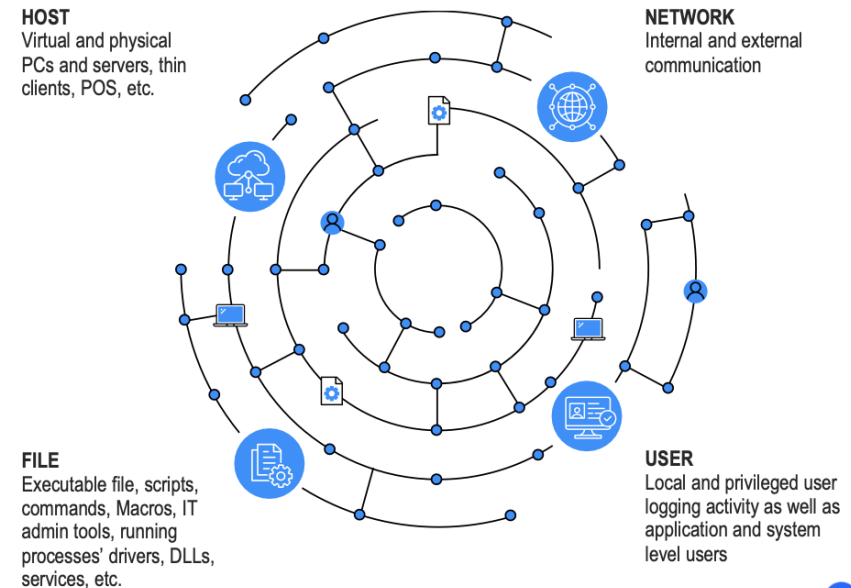 HOST
Virtual and physical
PCs and servers, thin
clients, POS, etc.
NETWORK
Internal and external
communication
FILE
Executable file, scripts,
commands, Macros, IT
admin tools, running
processes’ drivers, DLLs,
services, etc.
USER
Local and privileged user
logging activity as well as
application and system
level users